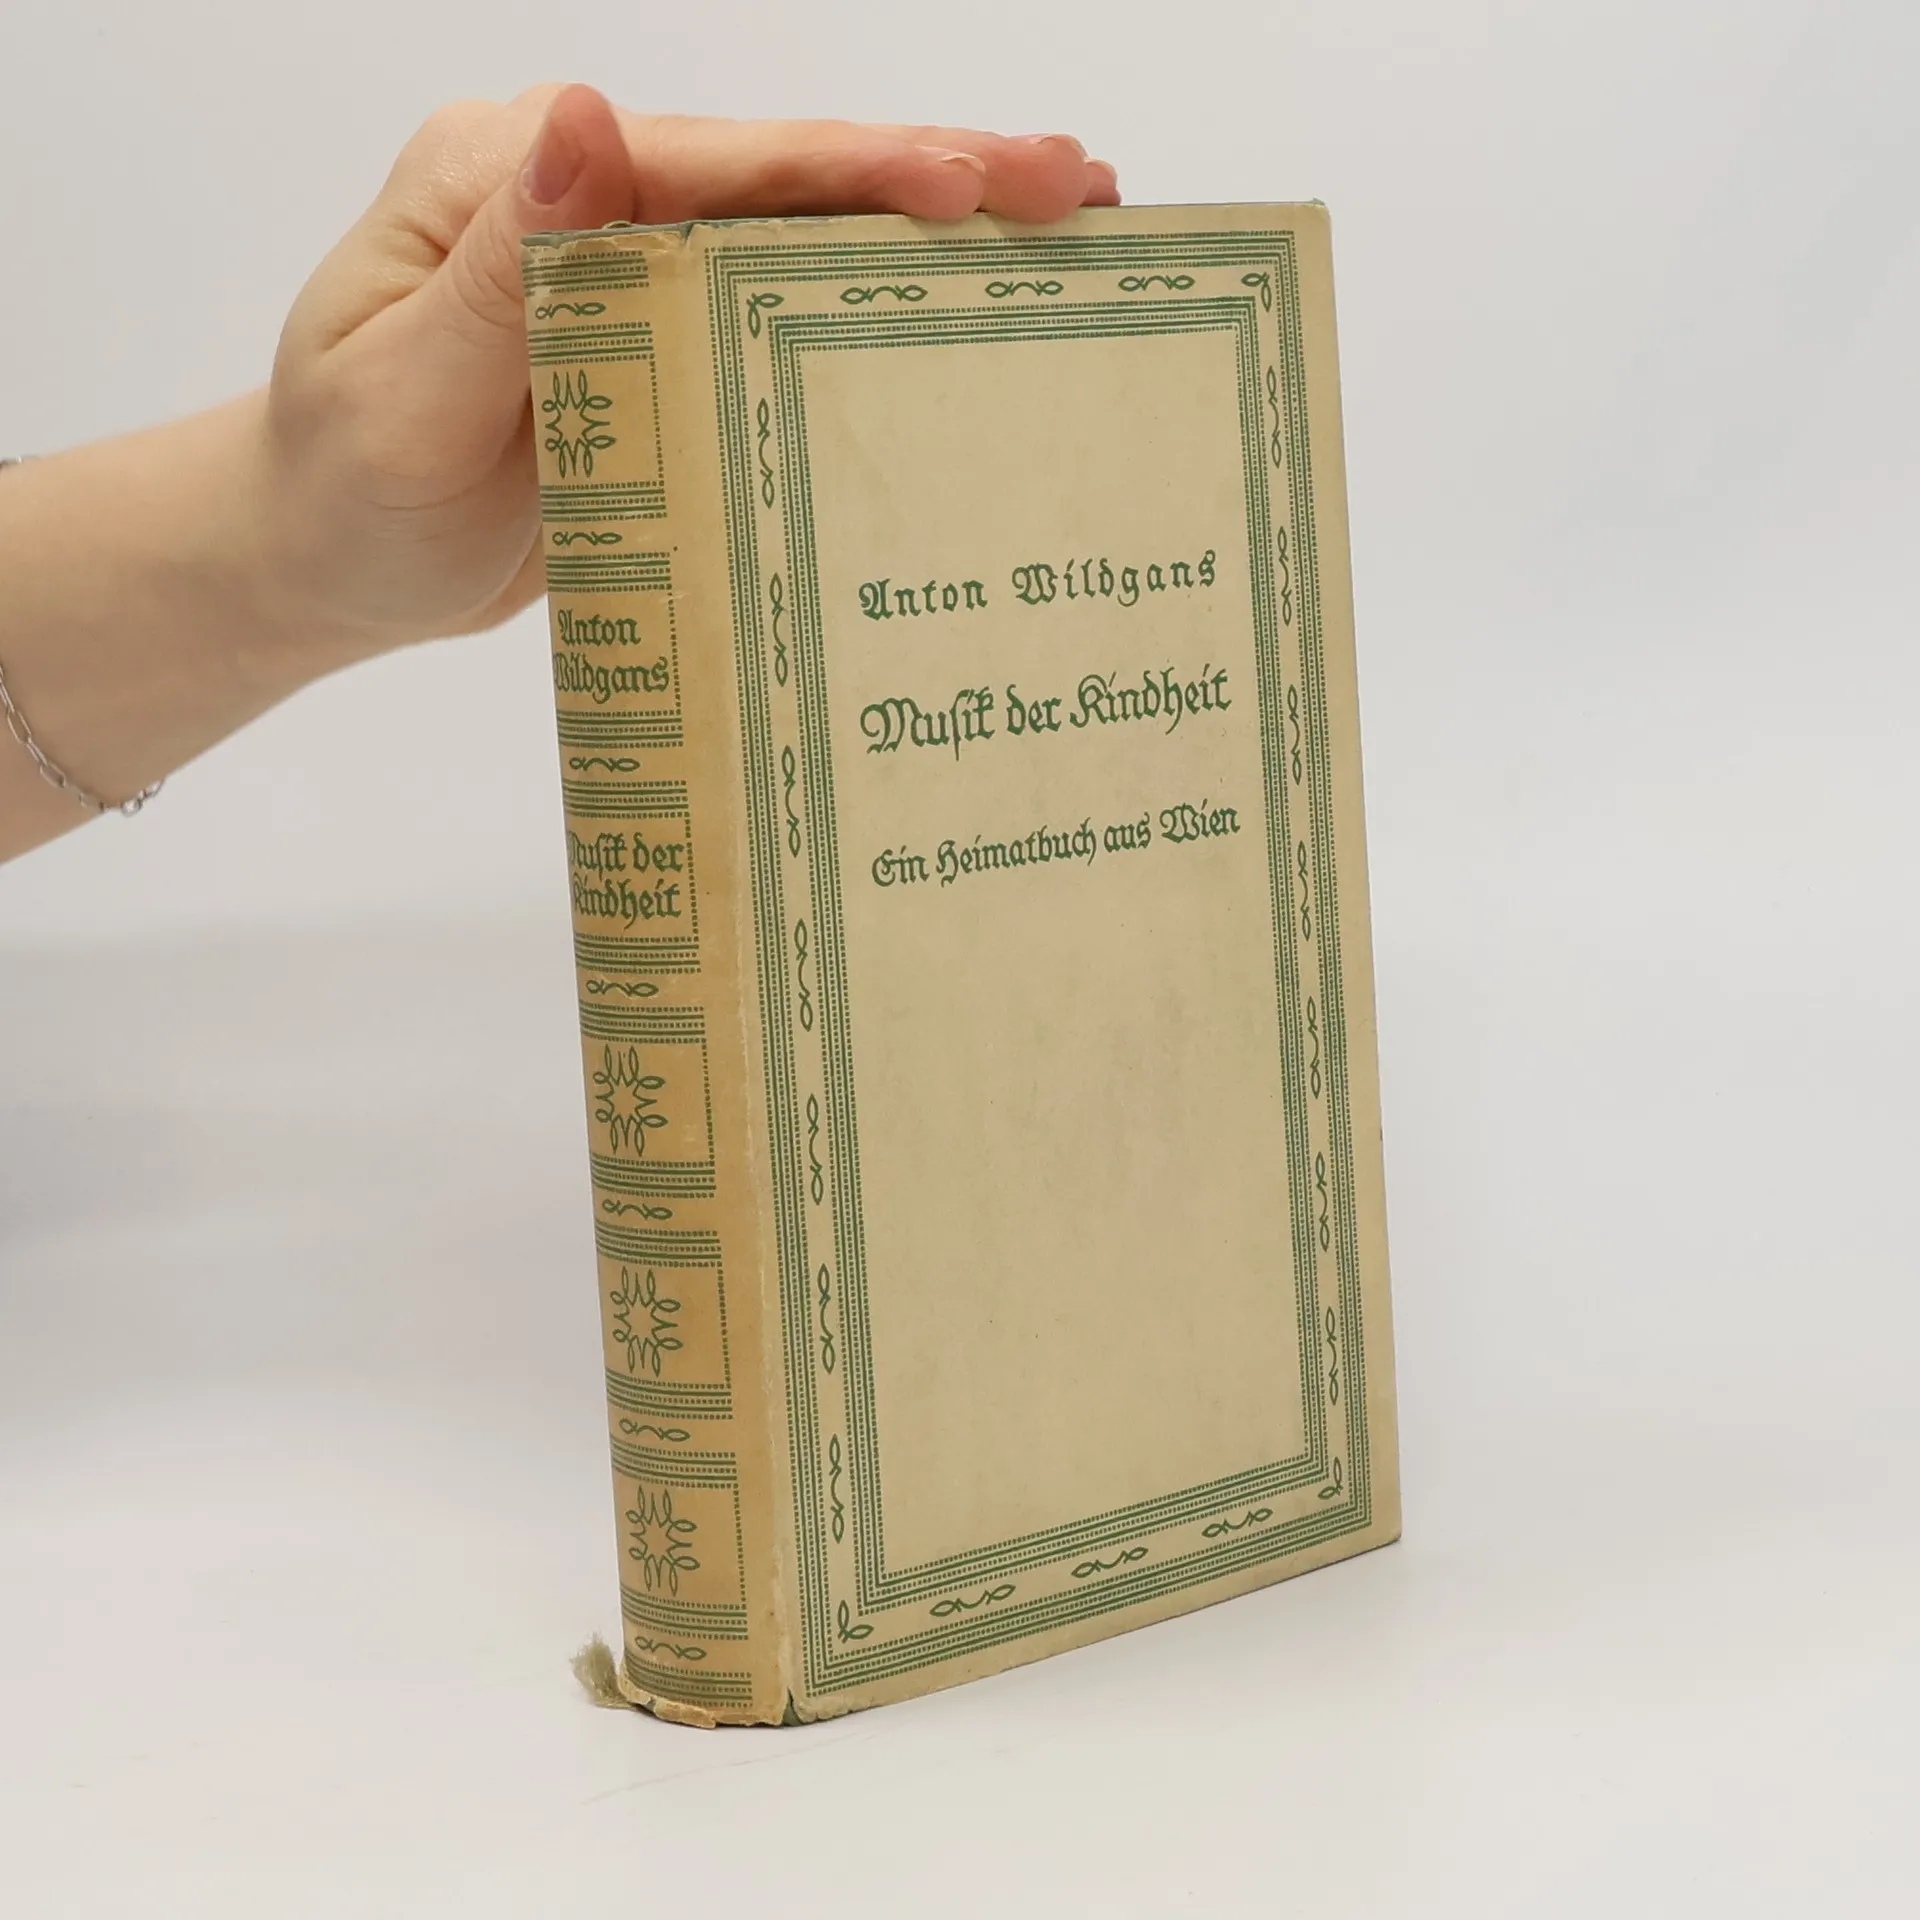 Anton
Wildgans
Muſik der
Kindheit
Anton Wildgans
Muſik der Kindheit
Ein Heimatbuch aus Wien